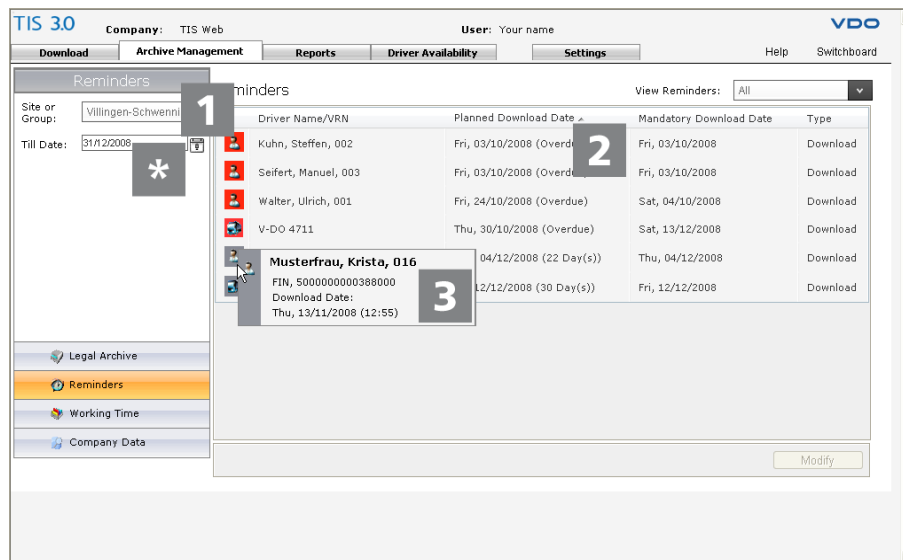 TIS 3.0 Company: TIS Web User: Your name VDO
Download Archive Management Reports Driver Availability Settings Help Switchboard
Reminders
Site or Group: Villingen-Schwenni
1
Till Date: 31/12/2008
*
View Reminders: All
Driver Name/VRN Planned Download Date Mandatory Download Date Type
2
Kuhn, Steffen, 002 Fri, 03/10/2008 Fri, 03/10/2008 Download
Seifert, Manuel, 003 Fri, 03/10/2008 Fri, 03/10/2008 Download
Walter, Ulrich, 001 Fri, 24/10/2008 (Overdue) Sat, 04/10/2008 Download
V-DO 4711 Thu, 30/10/2008 (Overdue) Sat, 13/12/2008 Download
04/12/2008 (22 Day(s)) Thu, 04/12/2008 Download
12/12/2008 (30 Day(s)) Fri, 12/12/2008 Download
Musterfrau, Krista, 016
FIN, 5000000000388000
Download Date:
Thu, 13/11/2008 (12:55)
3
Legal Archive
Reminders
Working Time
Company Data
Modify